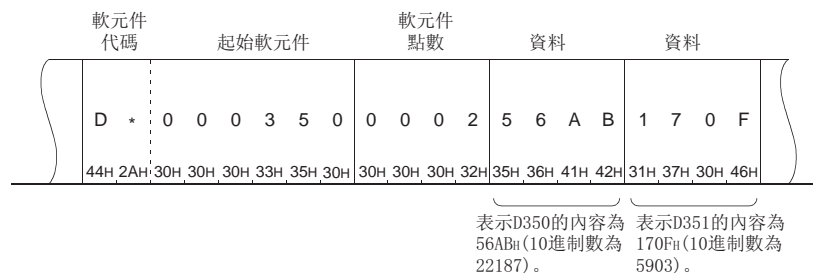 軟元件
代碼
起始軟元件
軟元件
點數
資料
資料
D * 0 0 0 3 5 0 0 0 0 2 5 6 A B 1 7 0 F
44H 2AH 30H 30H 30H 33H 35H 30H 30H 30H 30H 32H 35H 36H 41H 42H 31H 37H 30H 46H
表示D350的內容為
56ABH(10進制數為
22187)。
表示D351的內容為
170FH(10進制數為
5903)。